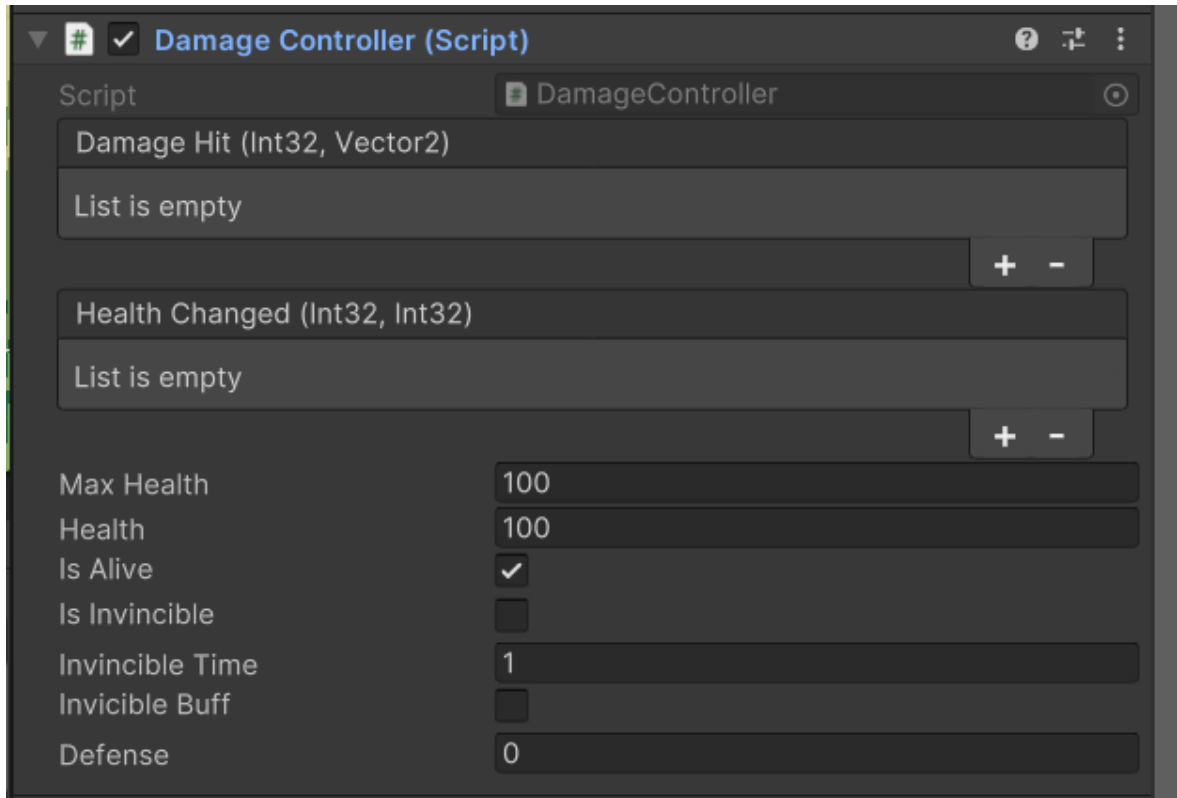 Damage Controller (Script)
Script # DamageController
Damage Hit (Int32, Vector2)
List is empty
+ -
Health Changed (Int32, Int32)
List is empty
+ -
Max Health 100
Health 100
Is Alive
Is Invincible
Invincible Time 1
Invicible Buff
Defense 0